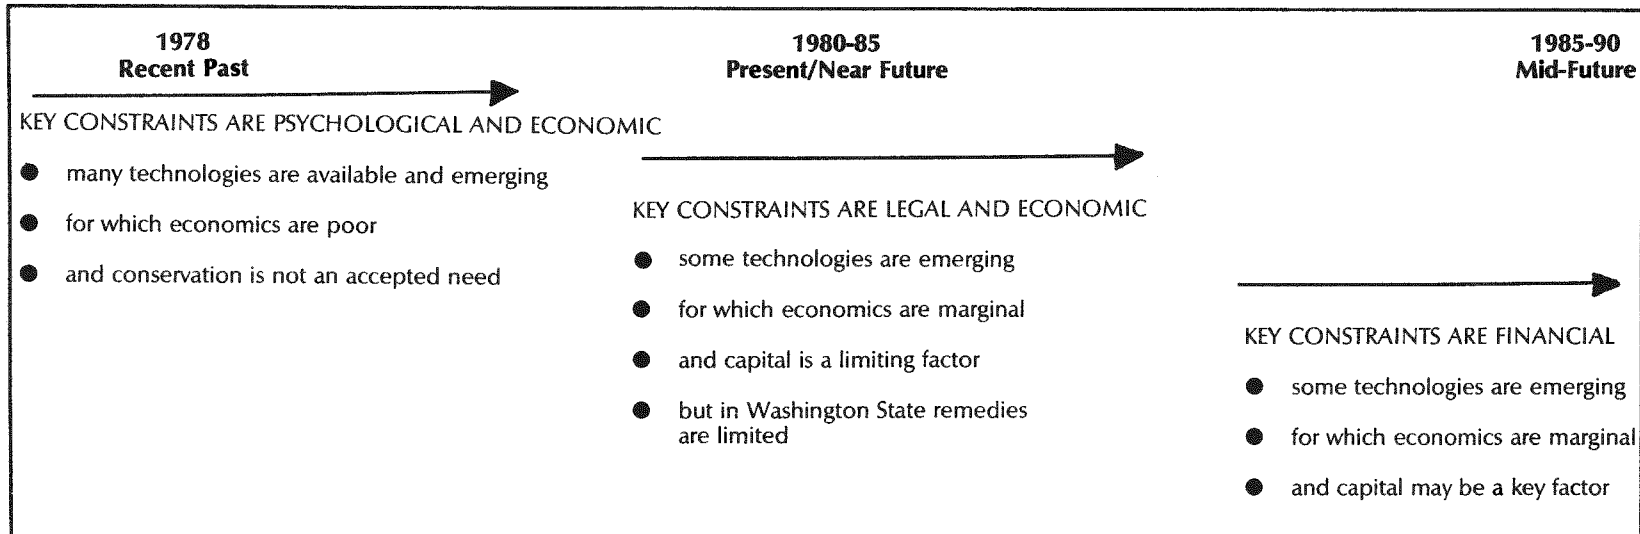 1978
Recent Past
KEY CONSTRAINTS ARE PSYCHOLOGICAL AND ECONOMIC
● many technologies are available and emerging
● for which economics are poor
● and conservation is not an accepted need
1980-85
Present/Near Future
KEY CONSTRAINTS ARE LEGAL AND ECONOMIC
● some technologies are emerging
● for which economics are marginal
● and capital is a limiting factor
● but in Washington State remedies
are limited
1985-90
Mid-Future
KEY CONSTRAINTS ARE FINANCIAL
● some technologies are emerging
● for which economics are marginal
● and capital may be a key factor